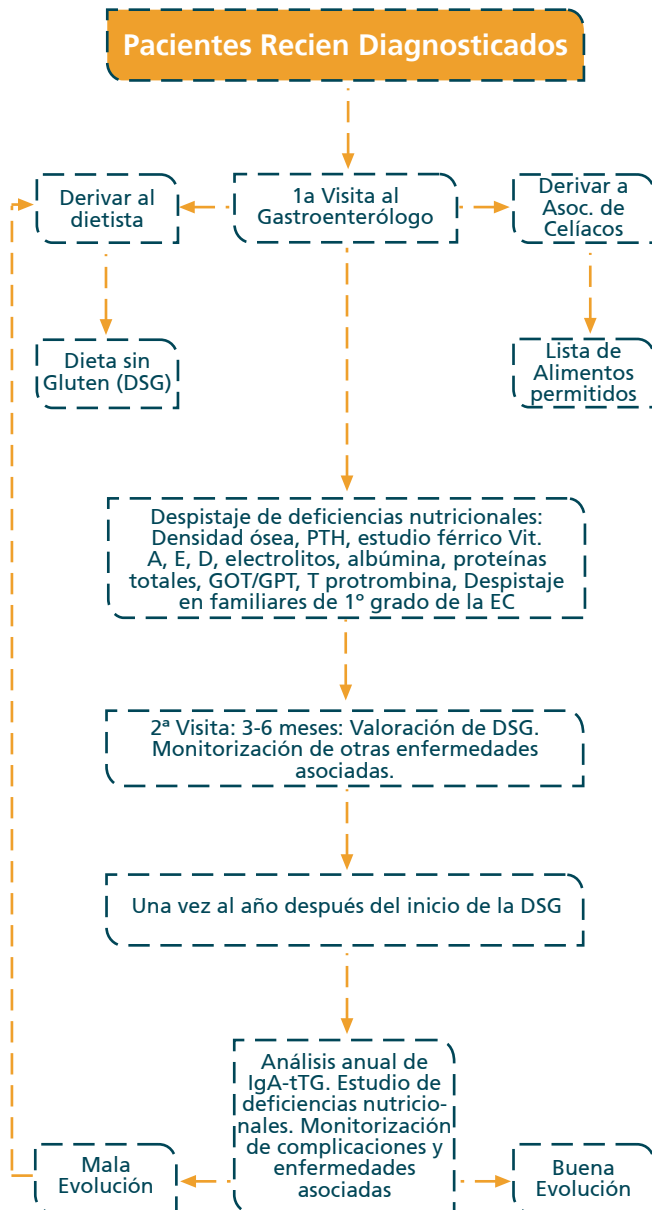 Pacientes Recien Diagnosticados
Derivar al
dietista
1a Visita al
Gastroenterólogo
Derivar a
Asoc. de
Celíacos
Dieta sin
Gluten (DSG)
Lista de
Alimentos
permitidos
Despistaje de deficiencias nutricionales:
Densidad ósea, PTH, estudio férrico Vit.
A, E, D, electrolitos, albúmina, proteínas
totales, GOT/GPT, T protrombina, Despistaje
en familiares de 1º grado de la EC
2ª Visita: 3-6 meses: Valoración de DSG.
Monitorización de otras enfermedades
asociadas.
Una vez al año después del inicio de la DSG
Análisis anual de
IgA-tTG. Estudio de
deficiencias nutricio-
nales. Monitorización
de complicaciones y
enfermedades
asociadas
Mala
Evolución
Buena
Evolución